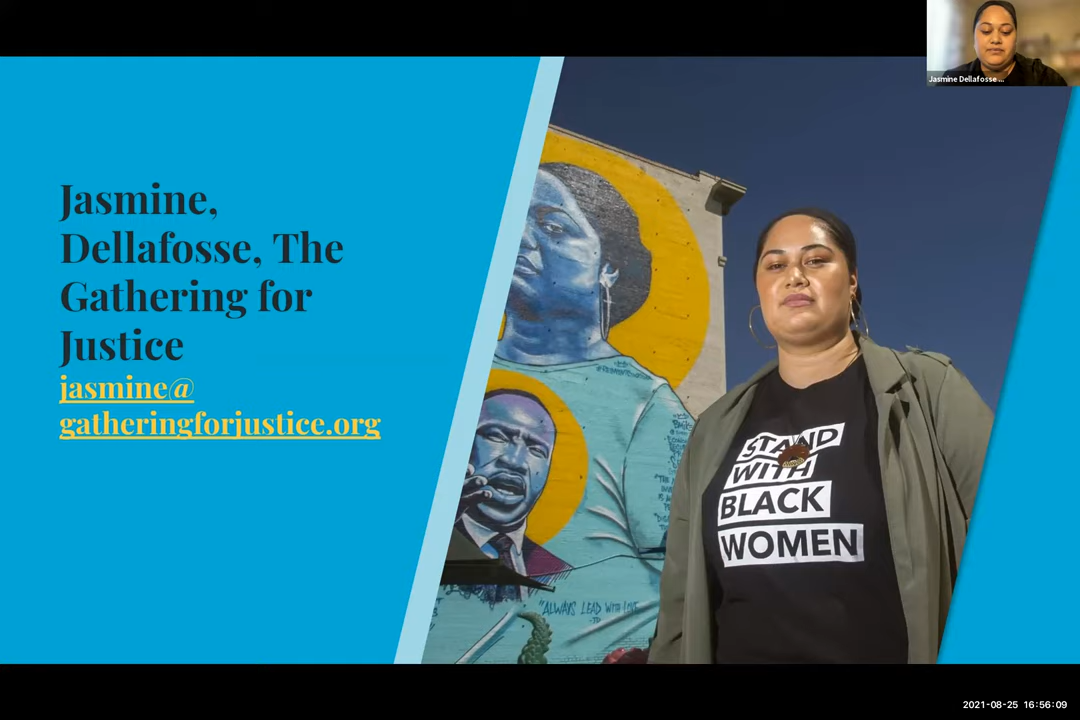 Jasmine Dellafosse ...
Jasmine,
Dellafosse, The
Gathering for
Justice
jasmine@
gatheringforjustice.org
STAND
WITH
BLACK
WOMEN
"ALWAYS LEAD WITH LOVE"
-TD
2021-08-25 16:56:09